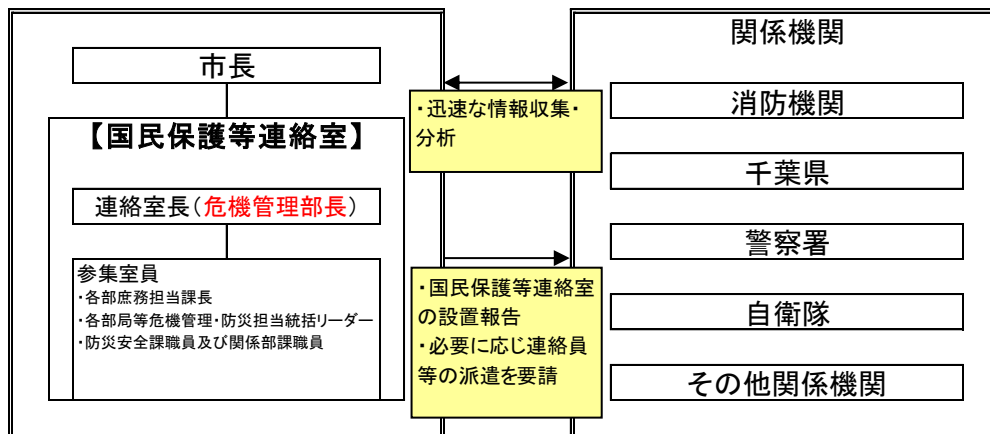 市長
【国民保護等連絡室】
連絡室長(危機管理部長)
参集室員
・各部庶務担当課長
・各部局等危機管理・防災担当統括リーダー
・防災安全課職員及び関係部課職員
・迅速な情報収集・
分析
・国民保護等連絡室
の設置報告
・必要に応じ連絡員
等の派遣を要請
関係機関
消防機関
千葉県
警察署
自衛隊
その他関係機関